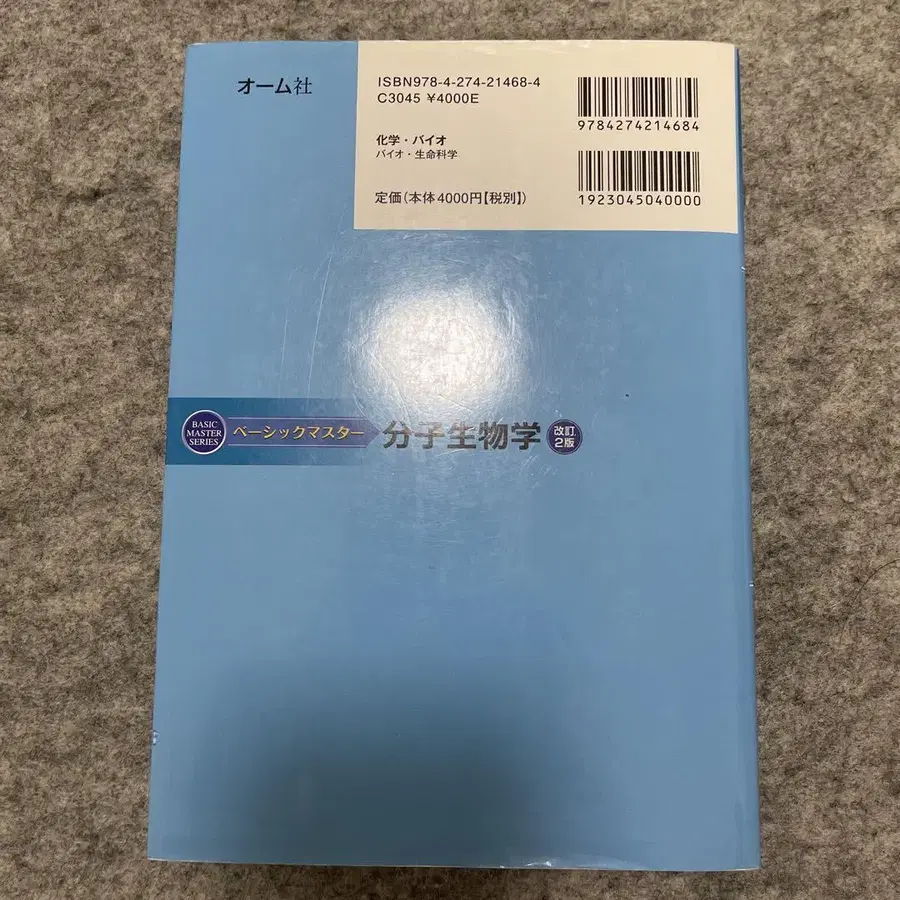 オーム社
ISBN978-4-274-21468-4
C3045 ¥4000E
9784274214684
化学・バイオ
バイオ・生命科学
定価(本体4000円【税別】)
1923045040000
BASIC
MASTER
SERIES
ベーシックマスター
分子生物学
改訂
2版